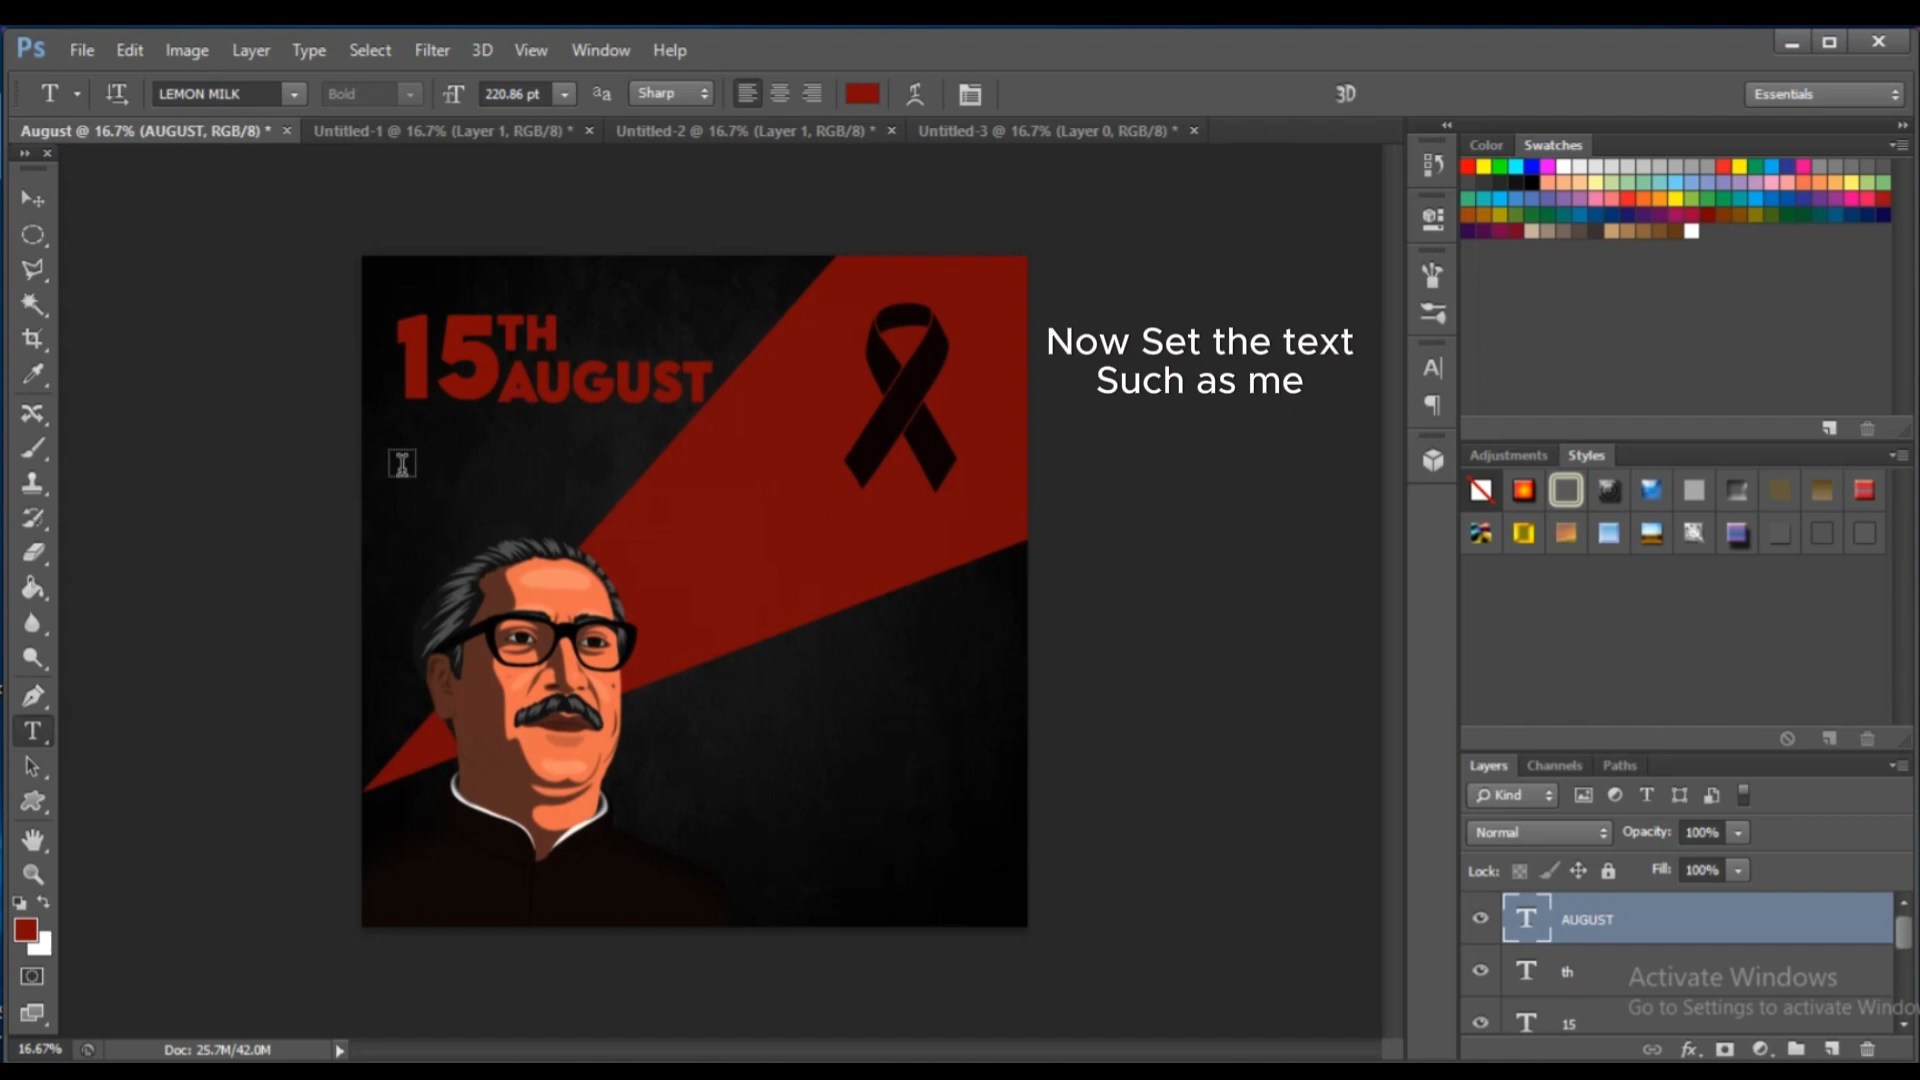 Ps File Edit Image Layer Type Select Filter 3D View Window Help
T LEMON MILK Bold 220.86 pt aa Sharp 3D Essentials
August @ 16.7% (AUGUST, RGB/8) * Untitled-1 @ 16.7% (Layer 1, RGB/8) * Untitled-2 @ 16.7% (Layer 1, RGB/8) * Untitled-3 @ 16.7% (Layer 0, RGB/8) *
Color Swatches
15TH
AUGUST
Now Set the text
Such as me
Adjustments Styles
Layers Channels Paths
Kind
Normal Opacity: 100%
Lock: Fill: 100%
T AUGUST
T th
T 15
Activate Windows
Go to Settings to activate Windo
16.67% Doc: 25.7M/42.0M
fx